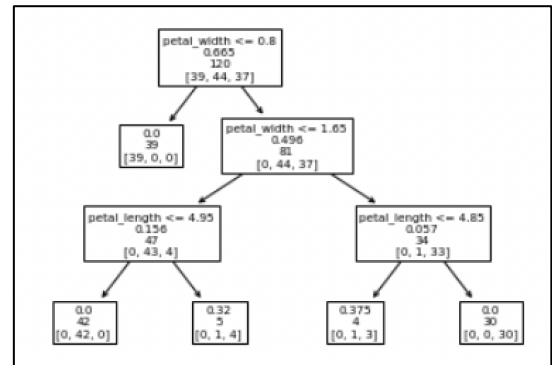 petal_width <= 0.8
0.665
120
[39, 44, 37]
0.0
39
[39, 0, 0]
petal_width <= 1.65
0.496
81
[0, 44, 37]
petal_length <= 4.95
0.156
47
[0, 43, 4]
petal_length <= 4.85
0.057
34
[0, 1, 33]
0.0
42
[0, 42, 0]
0.32
5
[0, 1, 4]
0.375
4
[0, 1, 3]
0.0
30
[0, 0, 30]